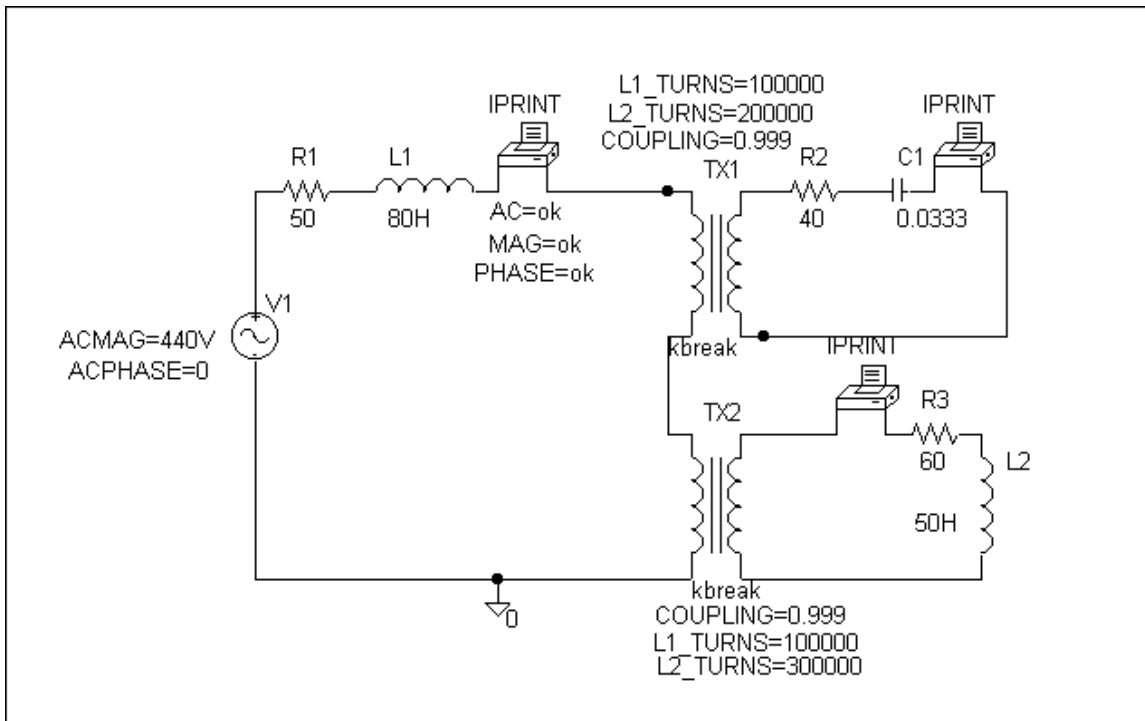 L1_TURNS=100000
L2_TURNS=200000
COUPLING=0.999
IPRINT
IPRINT
R1
L1
TX1
R2
C1
50
80H
40
0.0333
AC=ok
MAG=ok
PHASE=ok
V1
ACMAG=440V
ACPHASE=0
kbreak
IPRINT
TX2
R3
60
L2
50H
kbreak
0
COUPLING=0.999
L1_TURNS=100000
L2_TURNS=300000